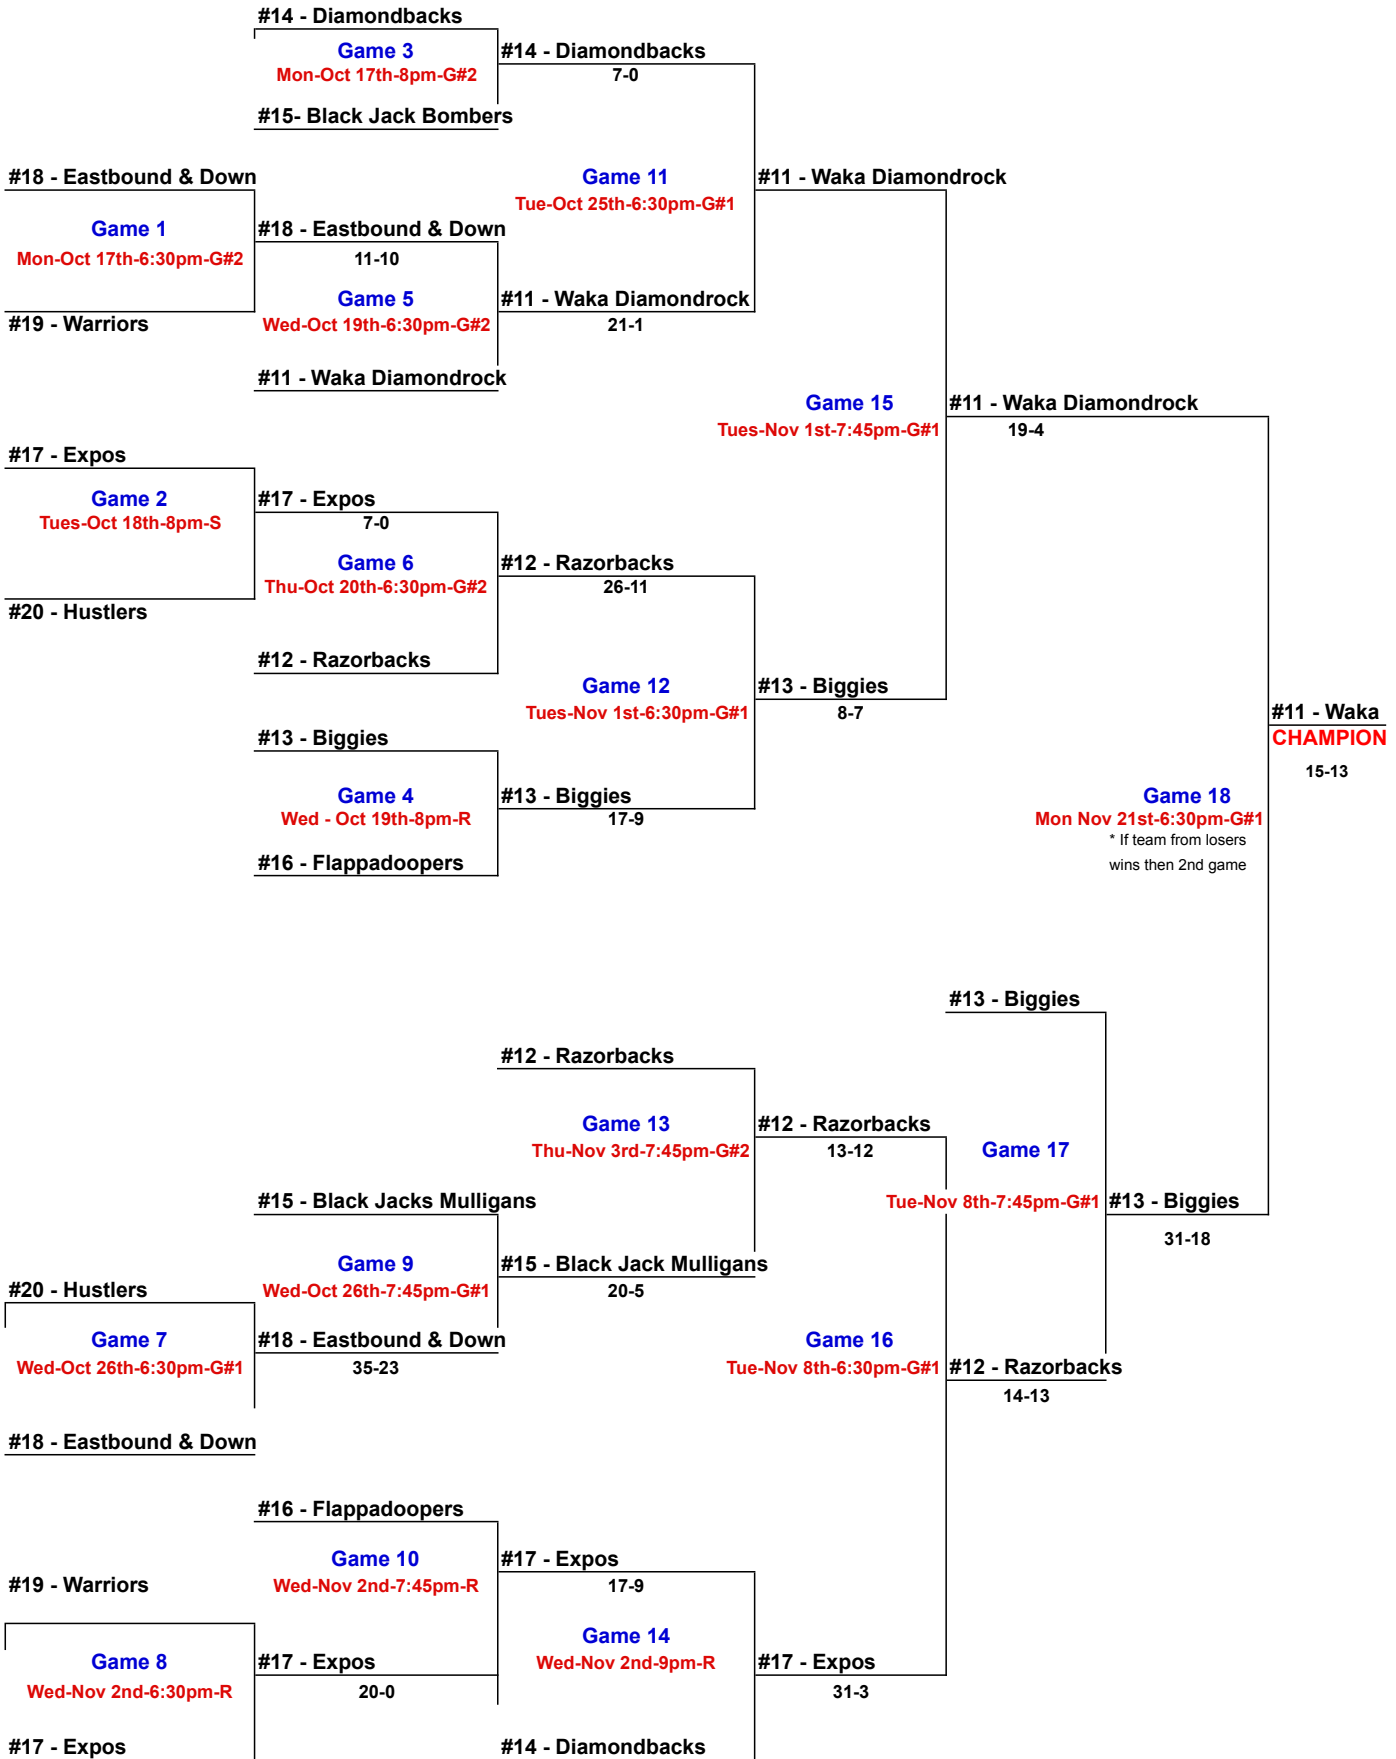 #14 - Diamondbacks
Game 3
Mon-Oct 17th-8pm-G#2
#14 - Diamondbacks
7-0
#15- Black Jack Bombers
#18 - Eastbound & Down
Game 11
Tue-Oct 25th-6:30pm-G#1
#11 - Waka Diamondrock
Game 1
Mon-Oct 17th-6:30pm-G#2
#18 - Eastbound & Down
11-10
Game 5
Wed-Oct 19th-6:30pm-G#2
#11 - Waka Diamondrock
21-1
#19 - Warriors
#11 - Waka Diamondrock
Game 15
Tues-Nov 1st-7:45pm-G#1
#11 - Waka Diamondrock
19-4
#17 - Expos
Game 2
Tues-Oct 18th-8pm-S
#17 - Expos
7-0
Game 6
Thu-Oct 20th-6:30pm-G#2
#12 - Razorbacks
26-11
#20 - Hustlers
#12 - Razorbacks
Game 12
Tues-Nov 1st-6:30pm-G#1
#13 - Biggies
8-7
#11 - Waka
CHAMPION
15-13
#13 - Biggies
Game 4
Wed - Oct 19th-8pm-R
#13 - Biggies
17-9
Game 18
Mon Nov 21st-6:30pm-G#1
* If team from losers
wins then 2nd game
#16 - Flappadoopers
#13 - Biggies
#12 - Razorbacks
Game 13
Thu-Nov 3rd-7:45pm-G#2
#12 - Razorbacks
13-12
Game 17
Tue-Nov 8th-7:45pm-G#1
#13 - Biggies
31-18
#15 - Black Jacks Mulligans
Game 9
Wed-Oct 26th-7:45pm-G#1
#15 - Black Jack Mulligans
20-5
#20 - Hustlers
Game 7
Wed-Oct 26th-6:30pm-G#1
#18 - Eastbound & Down
35-23
Game 16
Tue-Nov 8th-6:30pm-G#1
#12 - Razorbacks
14-13
#18 - Eastbound & Down
#16 - Flappadoopers
Game 10
Wed-Nov 2nd-7:45pm-R
#17 - Expos
17-9
#19 - Warriors
Game 14
Wed-Nov 2nd-9pm-R
Game 8
Wed-Nov 2nd-6:30pm-R
#17 - Expos
20-0
#17 - Expos
31-3
#17 - Expos
#14 - Diamondbacks